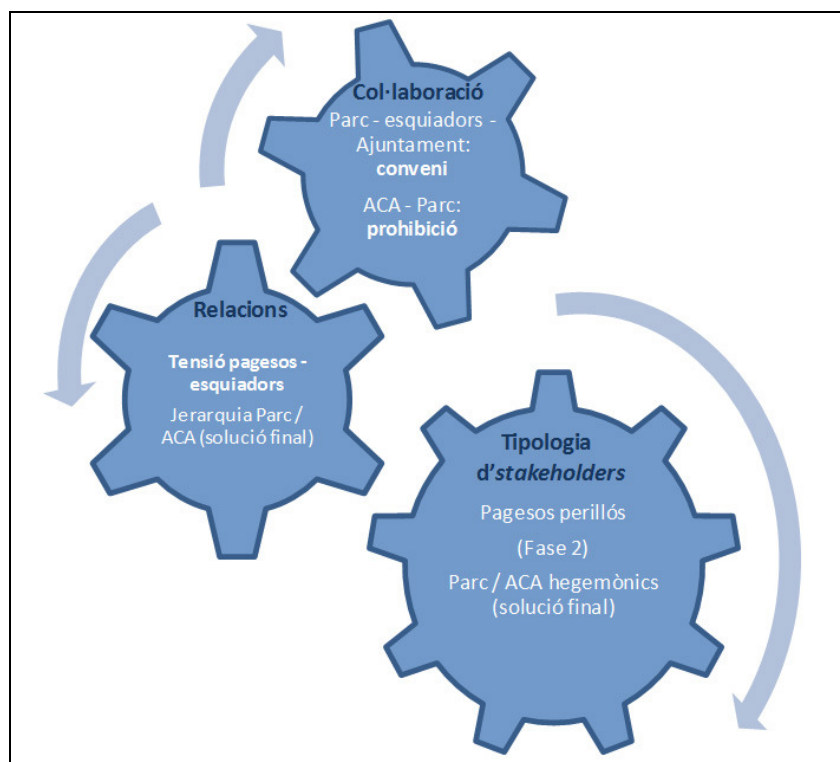 Col·laboració
Parc - esquiadors -
Ajuntament:
conveni
ACA - Parc:
prohibició
Relacions
Tensió pagesos -
esquiadors
Jerarquia Parc /
ACA (solució final)
Tipologia
d'stakeholders
Pagesos perillós
(Fase 2)
Parc / ACA hegemònics
(solució final)